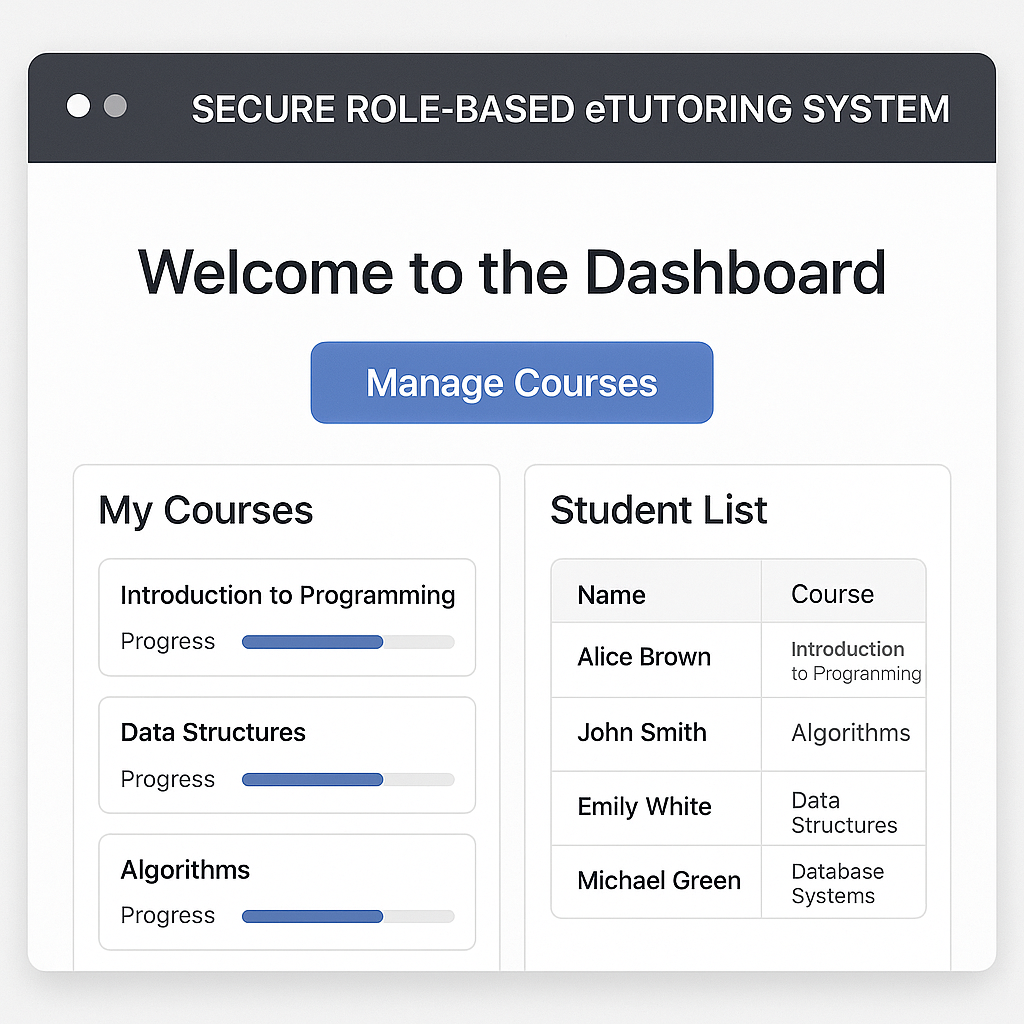 SECURE ROLE-BASED eTUTORING SYSTEM
Welcome to the Dashboard
Manage Courses
My Courses
Introduction to Programming
Progress
Data Structures
Progress
Algorithms
Progress
Student List
Name Course
Alice Brown Introduction
to Progranming
John Smith Algorithms
Emily White Data
Structures
Michael Green Database
Systems